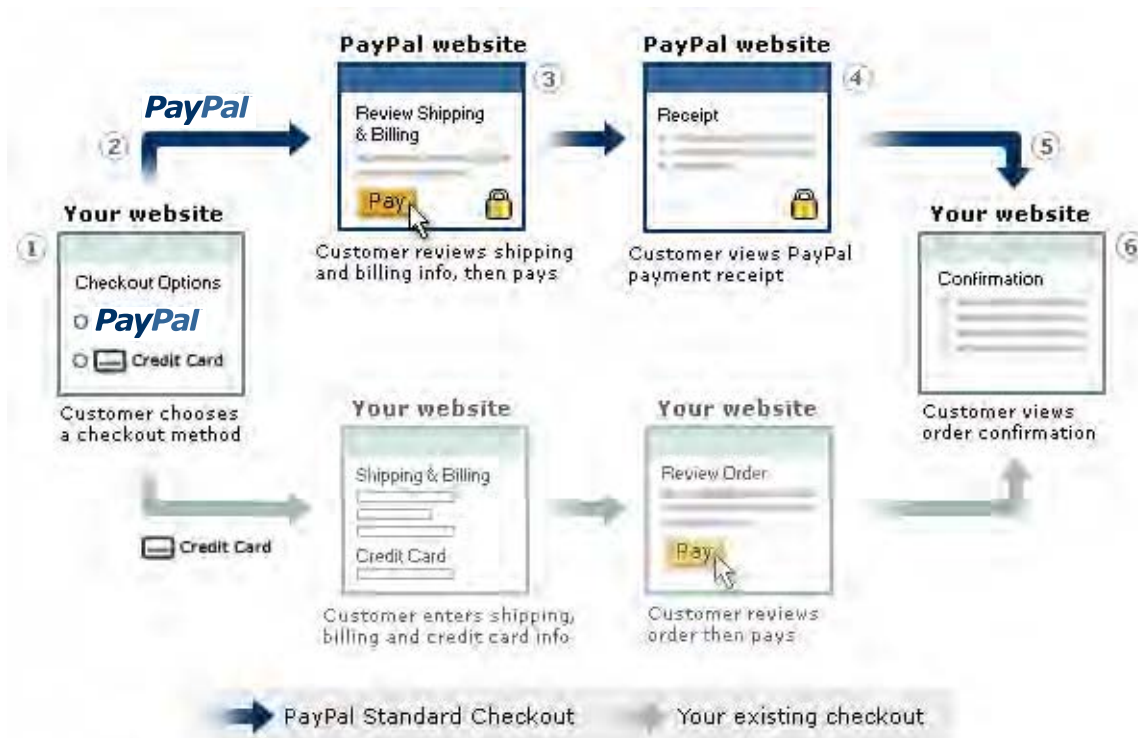 PayPal website
PayPal website
3
4
PayPal
Review Shipping
& Billing
Receipt
2
5
Pay
Your website
Your website
1
6
Customer reviews shipping
and billing info, then pays
Customer views PayPal
payment receipt
Checkout Options
PayPal
Credit Card
Confirmation
Customer chooses
a checkout method
Your website
Your website
Customer views
order confirmation
Shipping & Billing
Review Order
Credit Card
Credit Card
Pay
Customer enters shipping,
billing and credit card info
Customer reviews
order then pays
PayPal Standard Checkout
Your existing checkout